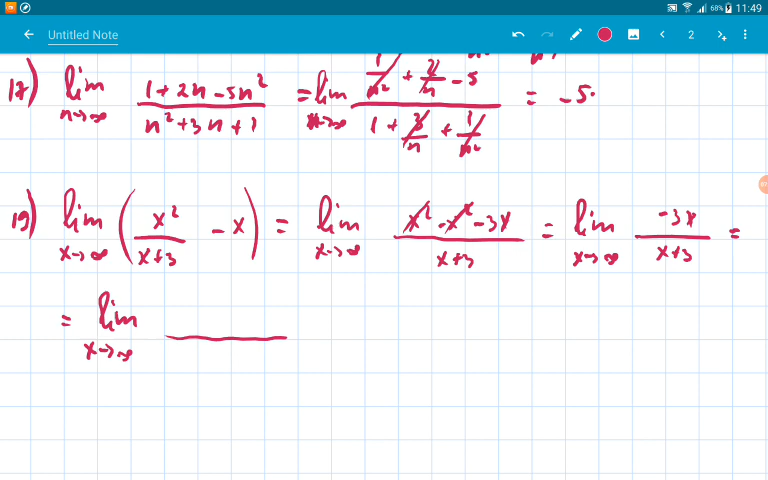 68% 11:49
Untitled Note 2
17) lim n→∞ (1+2n-5n²)/(n²+3n+1) = lim n→∞ (1/n² + 2/n - 5)/(1 + 3/n + 1/n²) = -5.
19) lim x→∞ (x²/(x+3) - x) = lim x→∞ (x²-x²-3x)/(x+3) = lim x→∞ (-3x)/(x+3) =
= lim x→∞